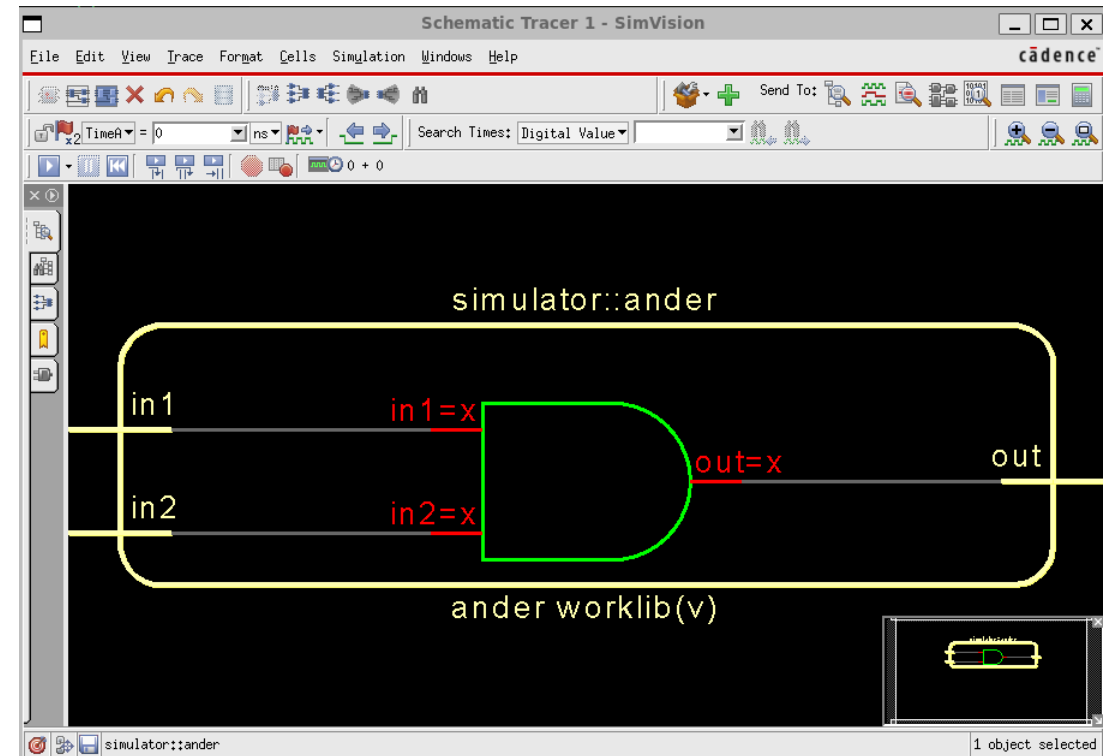 Schematic Tracer 1 - SimVision
File Edit View Trace Format Cells Simulation Windows Help
cādence
Send To:
TimeA = 0 ns
Search Times: Digital Value
0 + 0
simulator::ander
in1
in1=x
out=x
out
in2
in2=x
ander worklib(v)
simulator::ander
1 object selected